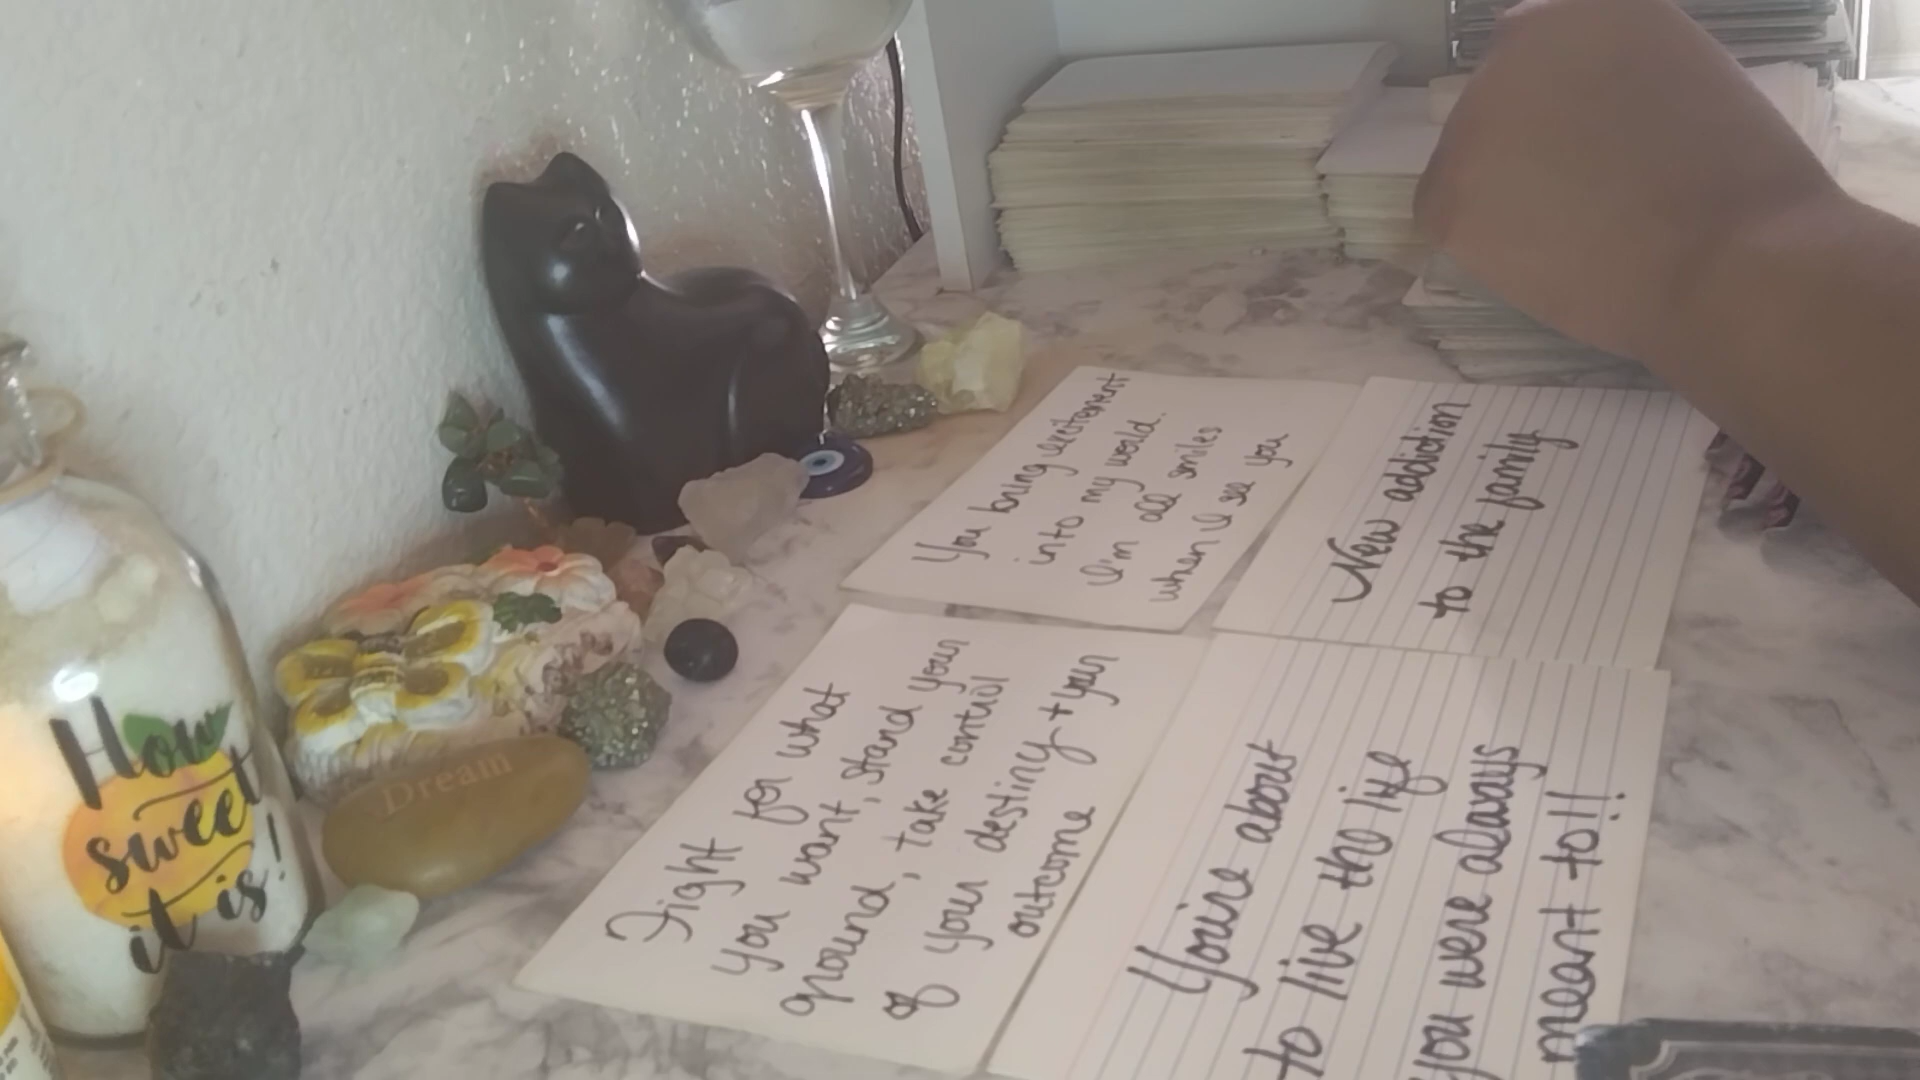 You bring excitement
into my world.
I'm all smiles
when I see you
New addition
to the family
Fight for what
you want, stand your
ground, take control
of your destiny + your
outcome
You're about
to live the life
you were always
meant to!!
How
sweet
it is!
Dream